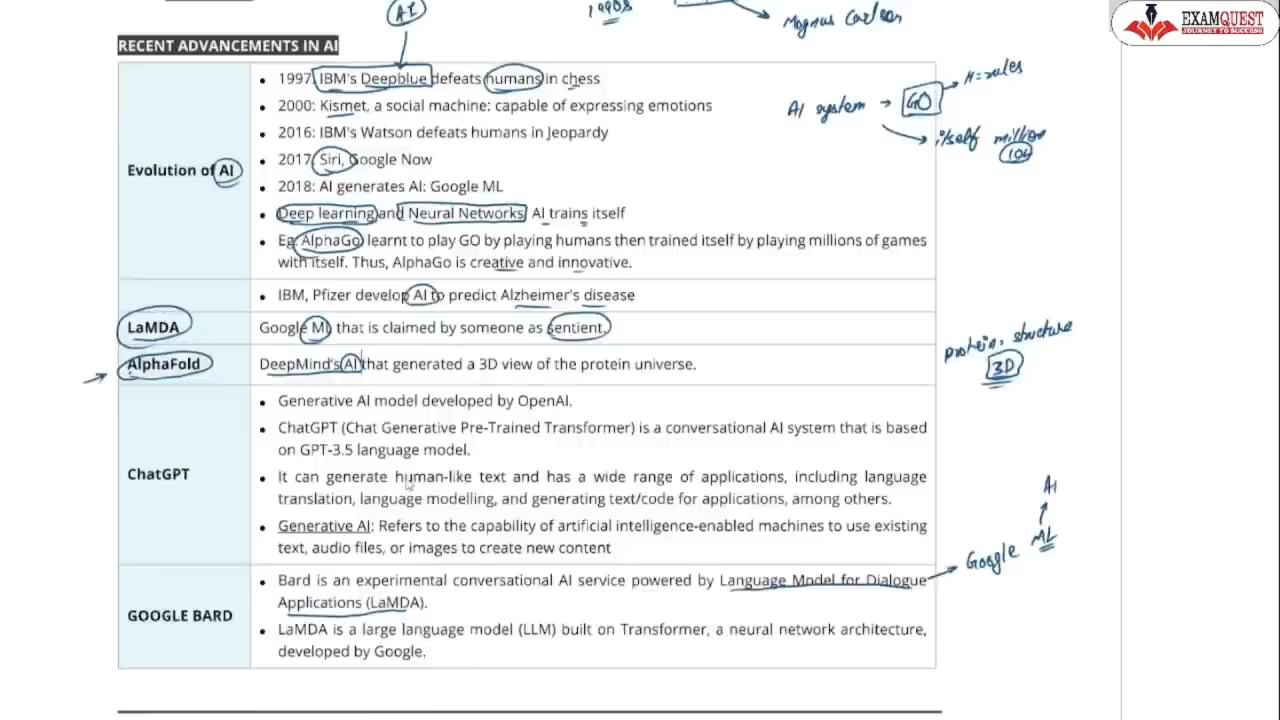 AI
1990s
Magnus Carlsen
EXAMQUEST
JOURNEY TO SUCCESS
RECENT ADVANCEMENTS IN AI
Evolution of AI
• 1997 IBM's Deepblue defeats humans in chess
• 2000: Kismet, a social machine: capable of expressing emotions
• 2016: IBM's Watson defeats humans in Jeopardy
• 2017 Siri, Google Now
• 2018: AI generates AI: Google ML
• Deep learning and Neural Networks AI trains itself
• Eg AlphaGo learnt to play GO by playing humans then trained itself by playing millions of games
with itself. Thus, AlphaGo is creative and innovative.
• IBM, Pfizer develop AI to predict Alzheimer's disease
AI system → GO
itself million
LaMDA
Google ML that is claimed by someone as sentient.
AlphaFold
DeepMind's AI that generated a 3D view of the protein universe.
protein structure
3D
ChatGPT
• Generative AI model developed by OpenAI.
• ChatGPT (Chat Generative Pre-Trained Transformer) is a conversational AI system that is based
on GPT-3.5 language model.
• It can generate human-like text and has a wide range of applications, including language
translation, language modelling, and generating text/code for applications, among others.
• Generative AI: Refers to the capability of artificial intelligence-enabled machines to use existing
text, audio files, or images to create new content
GOOGLE BARD
• Bard is an experimental conversational AI service powered by Language Model for Dialogue
Applications (LaMDA).
• LaMDA is a large language model (LLM) built on Transformer, a neural network architecture,
developed by Google.
AI
Google ML